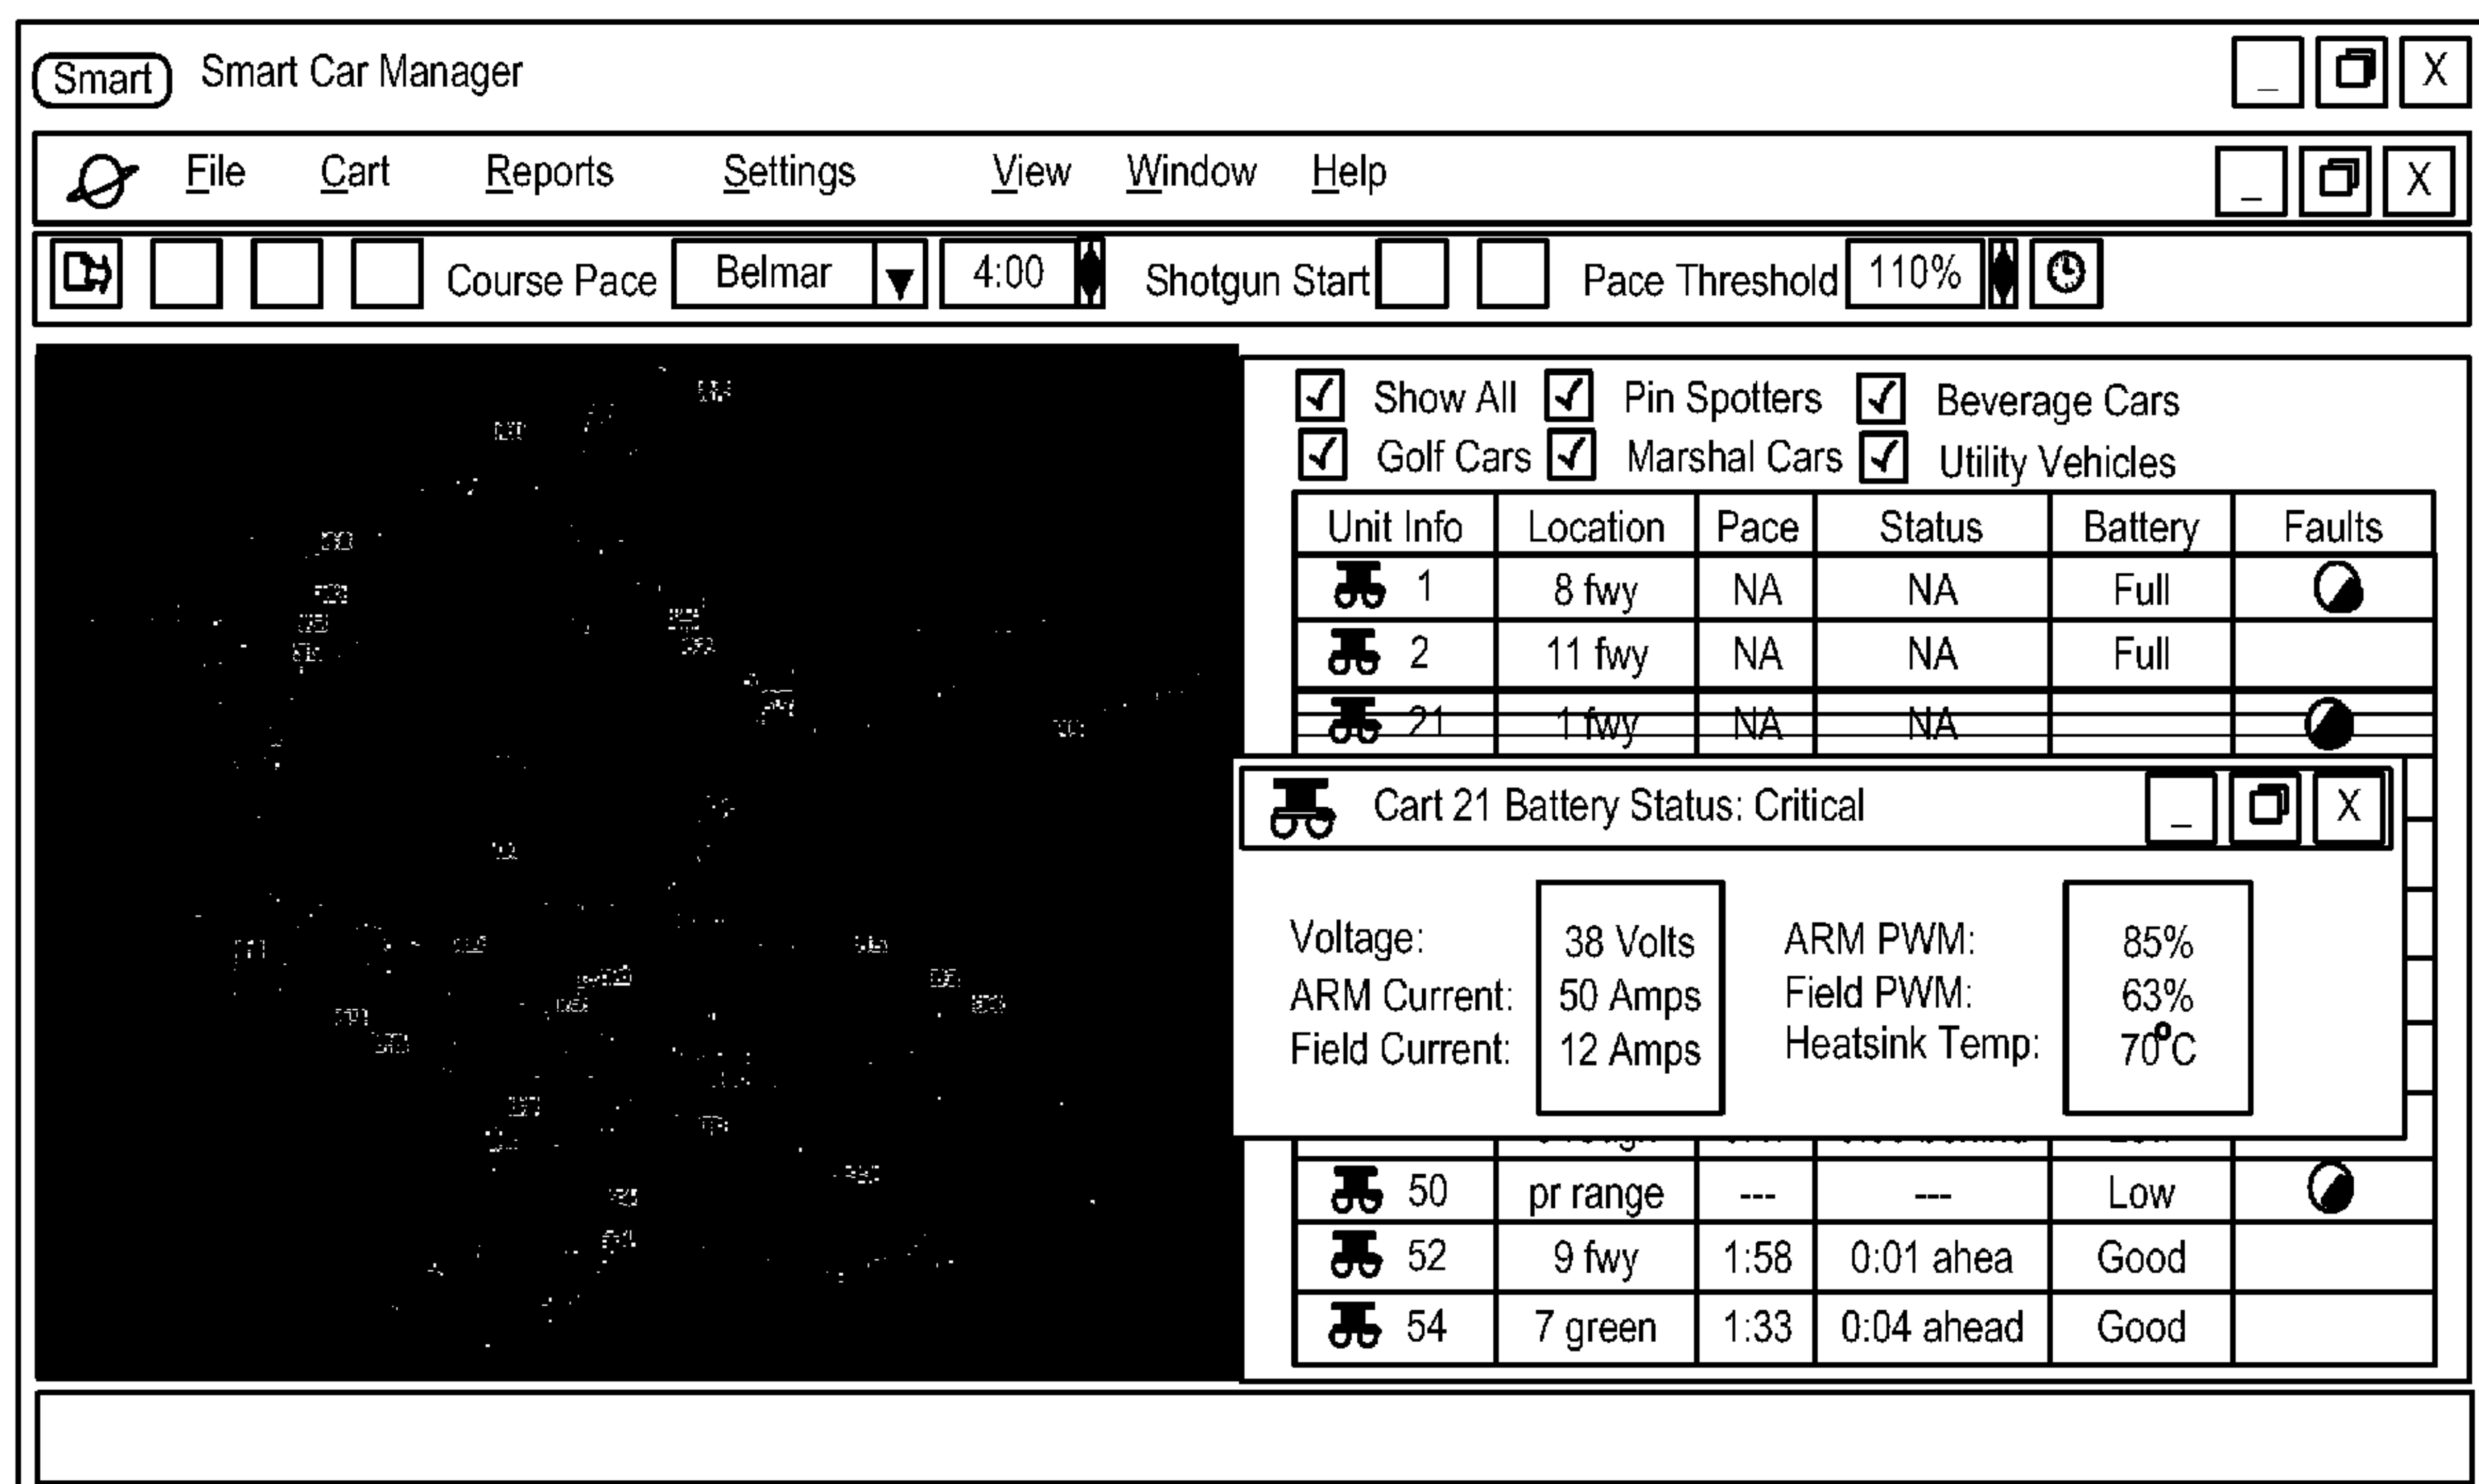 Smart Smart Car Manager _ X
File Cart Reports Settings View Window Help _ X
Course Pace Belmar 4:00 Shotgun Start Pace Threshold 110%
Show All Pin Spotters Beverage Cars
Golf Cars Marshal Cars Utility Vehicles
Unit Info Location Pace Status Battery Faults
1 8 fwy NA NA Full
2 11 fwy NA NA Full
21 1 fwy NA NA
Cart 21 Battery Status: Critical _ X
Voltage: 38 Volts ARM PWM: 85%
ARM Current: 50 Amps Field PWM: 63%
Field Current: 12 Amps Heatsink Temp: 70°C
50 pr range --- --- Low
52 9 fwy 1:58 0:01 ahea Good
54 7 green 1:33 0:04 ahead Good